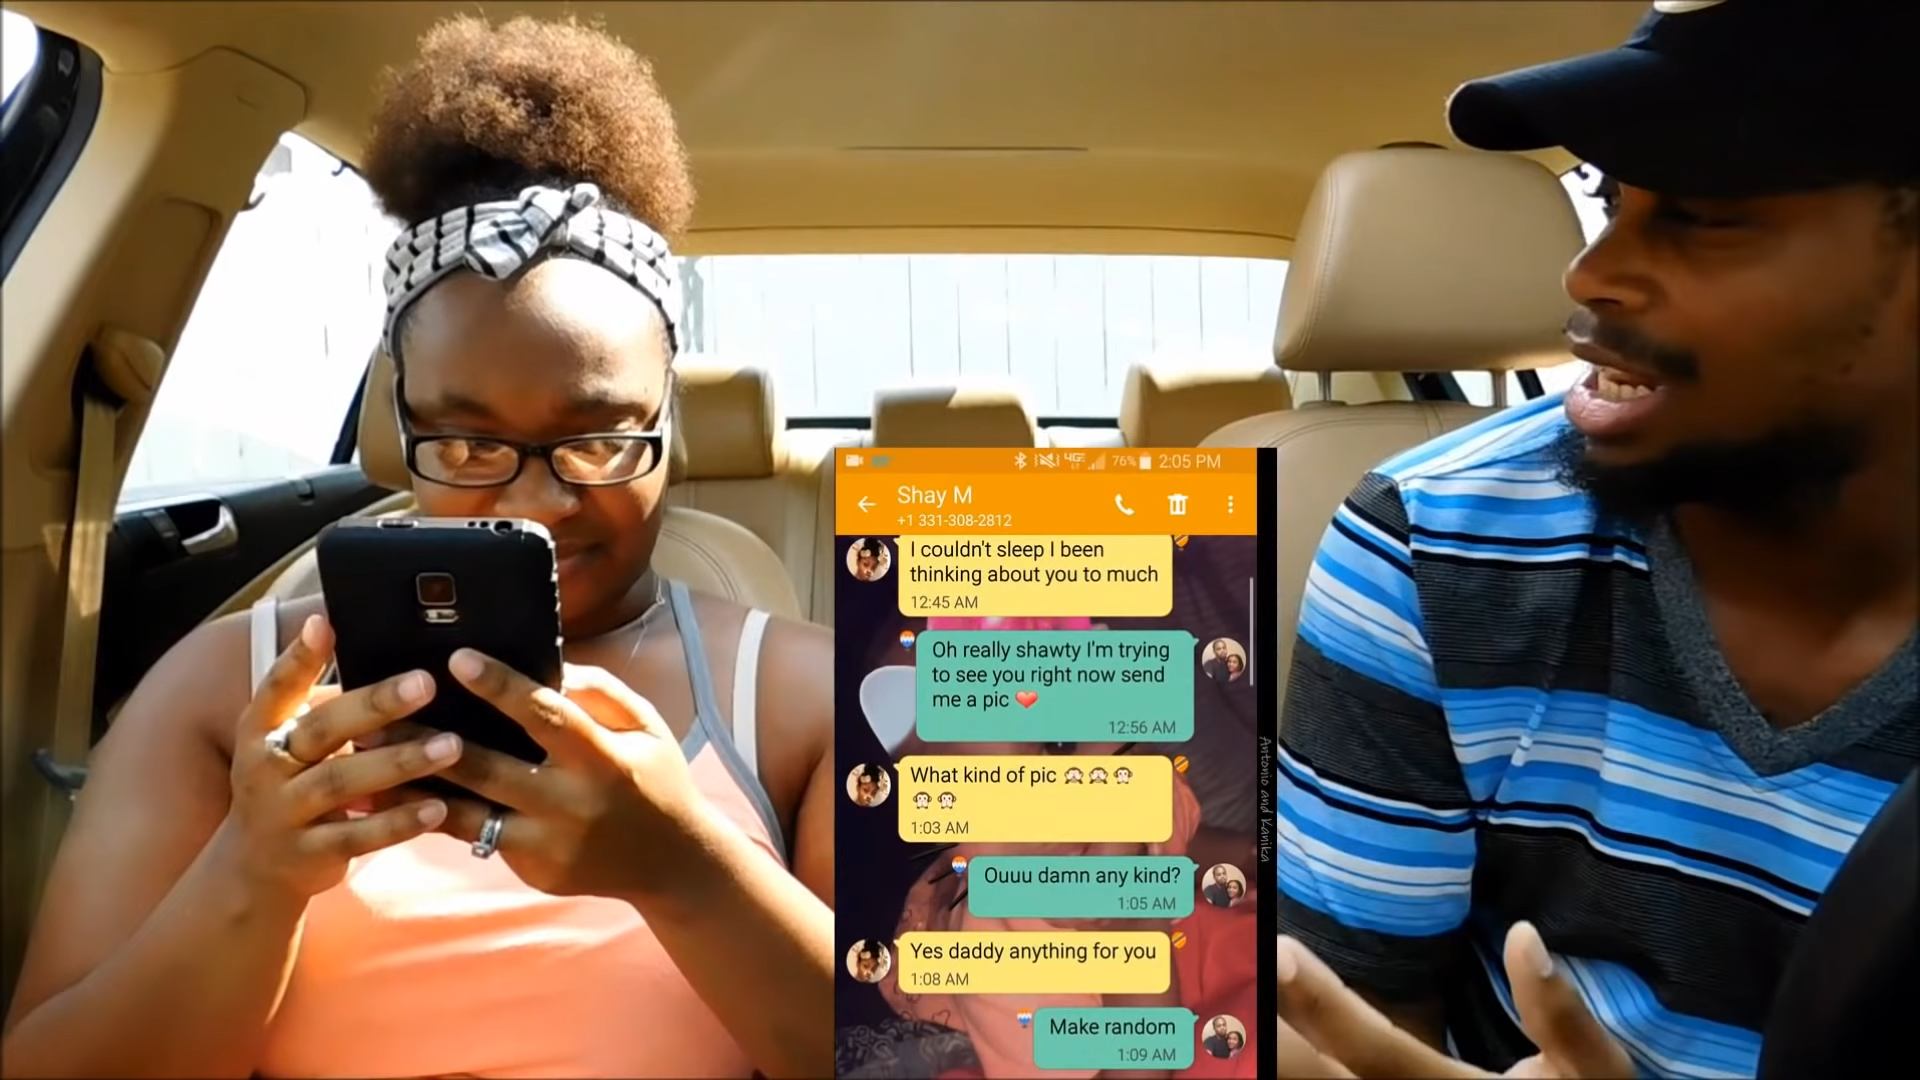 4G 76% 2:05 PM
Shay M
+1 331-308-2812
I couldn't sleep I been
thinking about you to much
12:45 AM
Oh really shawty I'm trying
to see you right now send
me a pic ❤
12:56 AM
What kind of pic 🙈🙈🙊
🙊🙊
1:03 AM
Ouuu damn any kind?
1:05 AM
Yes daddy anything for you
1:08 AM
Make random
1:09 AM
Antonio and Kanika